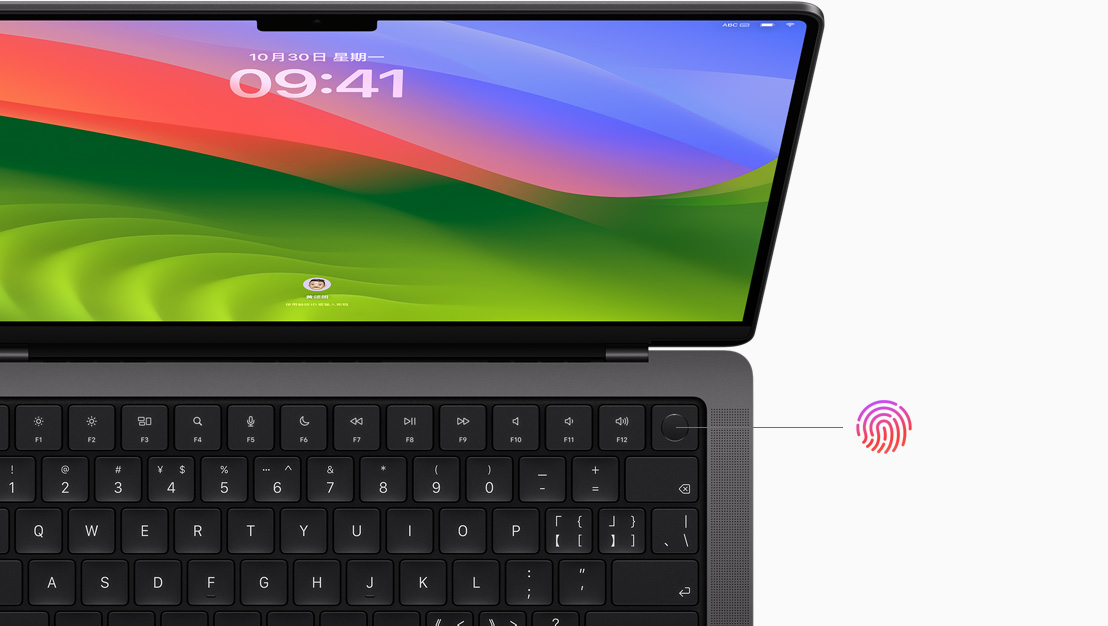 ABC
10月30日 星期一
09:41
F1 F2 F3 F4 F5 F6 F7 F8 F9 F10 F11 F12
! @ # ¥ $ % … ^ & * ( ) — +
1 2 3 4 5 6 7 8 9 0 - =
「 { 」 } |
Q W E R T Y U I O P 【 [ 】 ] 、 \
: "
A S D F G H J K L ; '
《 < 》 > ?